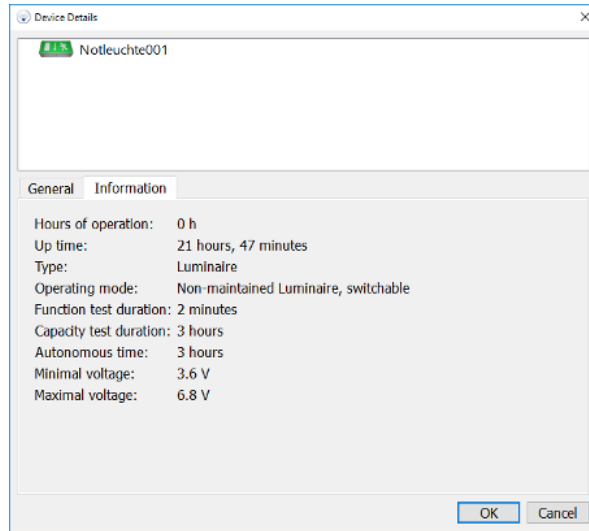 Device Details
Notleuchte001
General Information
Hours of operation: 0 h
Up time: 21 hours, 47 minutes
Type: Luminaire
Operating mode: Non-maintained Luminaire, switchable
Function test duration: 2 minutes
Capacity test duration: 3 hours
Autonomous time: 3 hours
Minimal voltage: 3.6 V
Maximal voltage: 6.8 V
OK Cancel